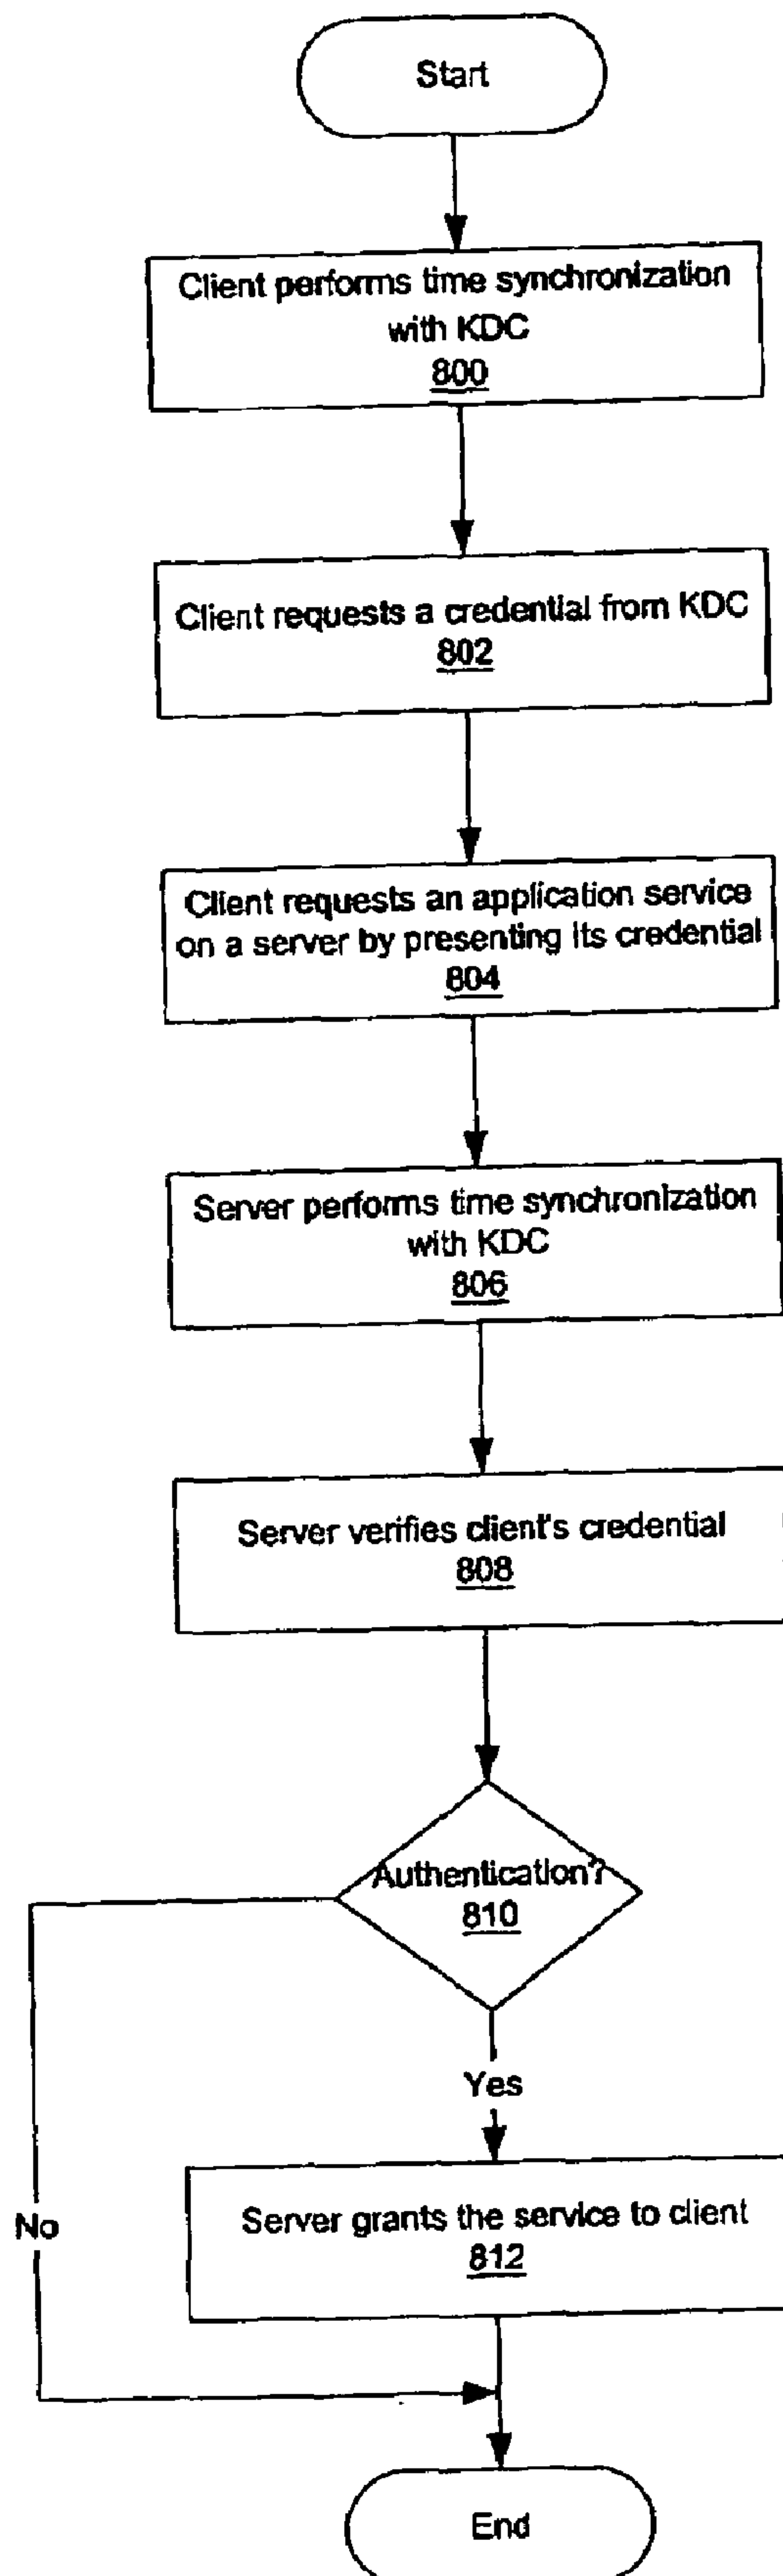 Start
Client performs time synchronization
with KDC
800
Client requests a credential from KDC
802
Client requests an application service
on a server by presenting its credential
804
Server performs time synchronization
with KDC
806
Server verifies client's credential
808
Authentication?
810
Yes
No
Server grants the service to client
812
End